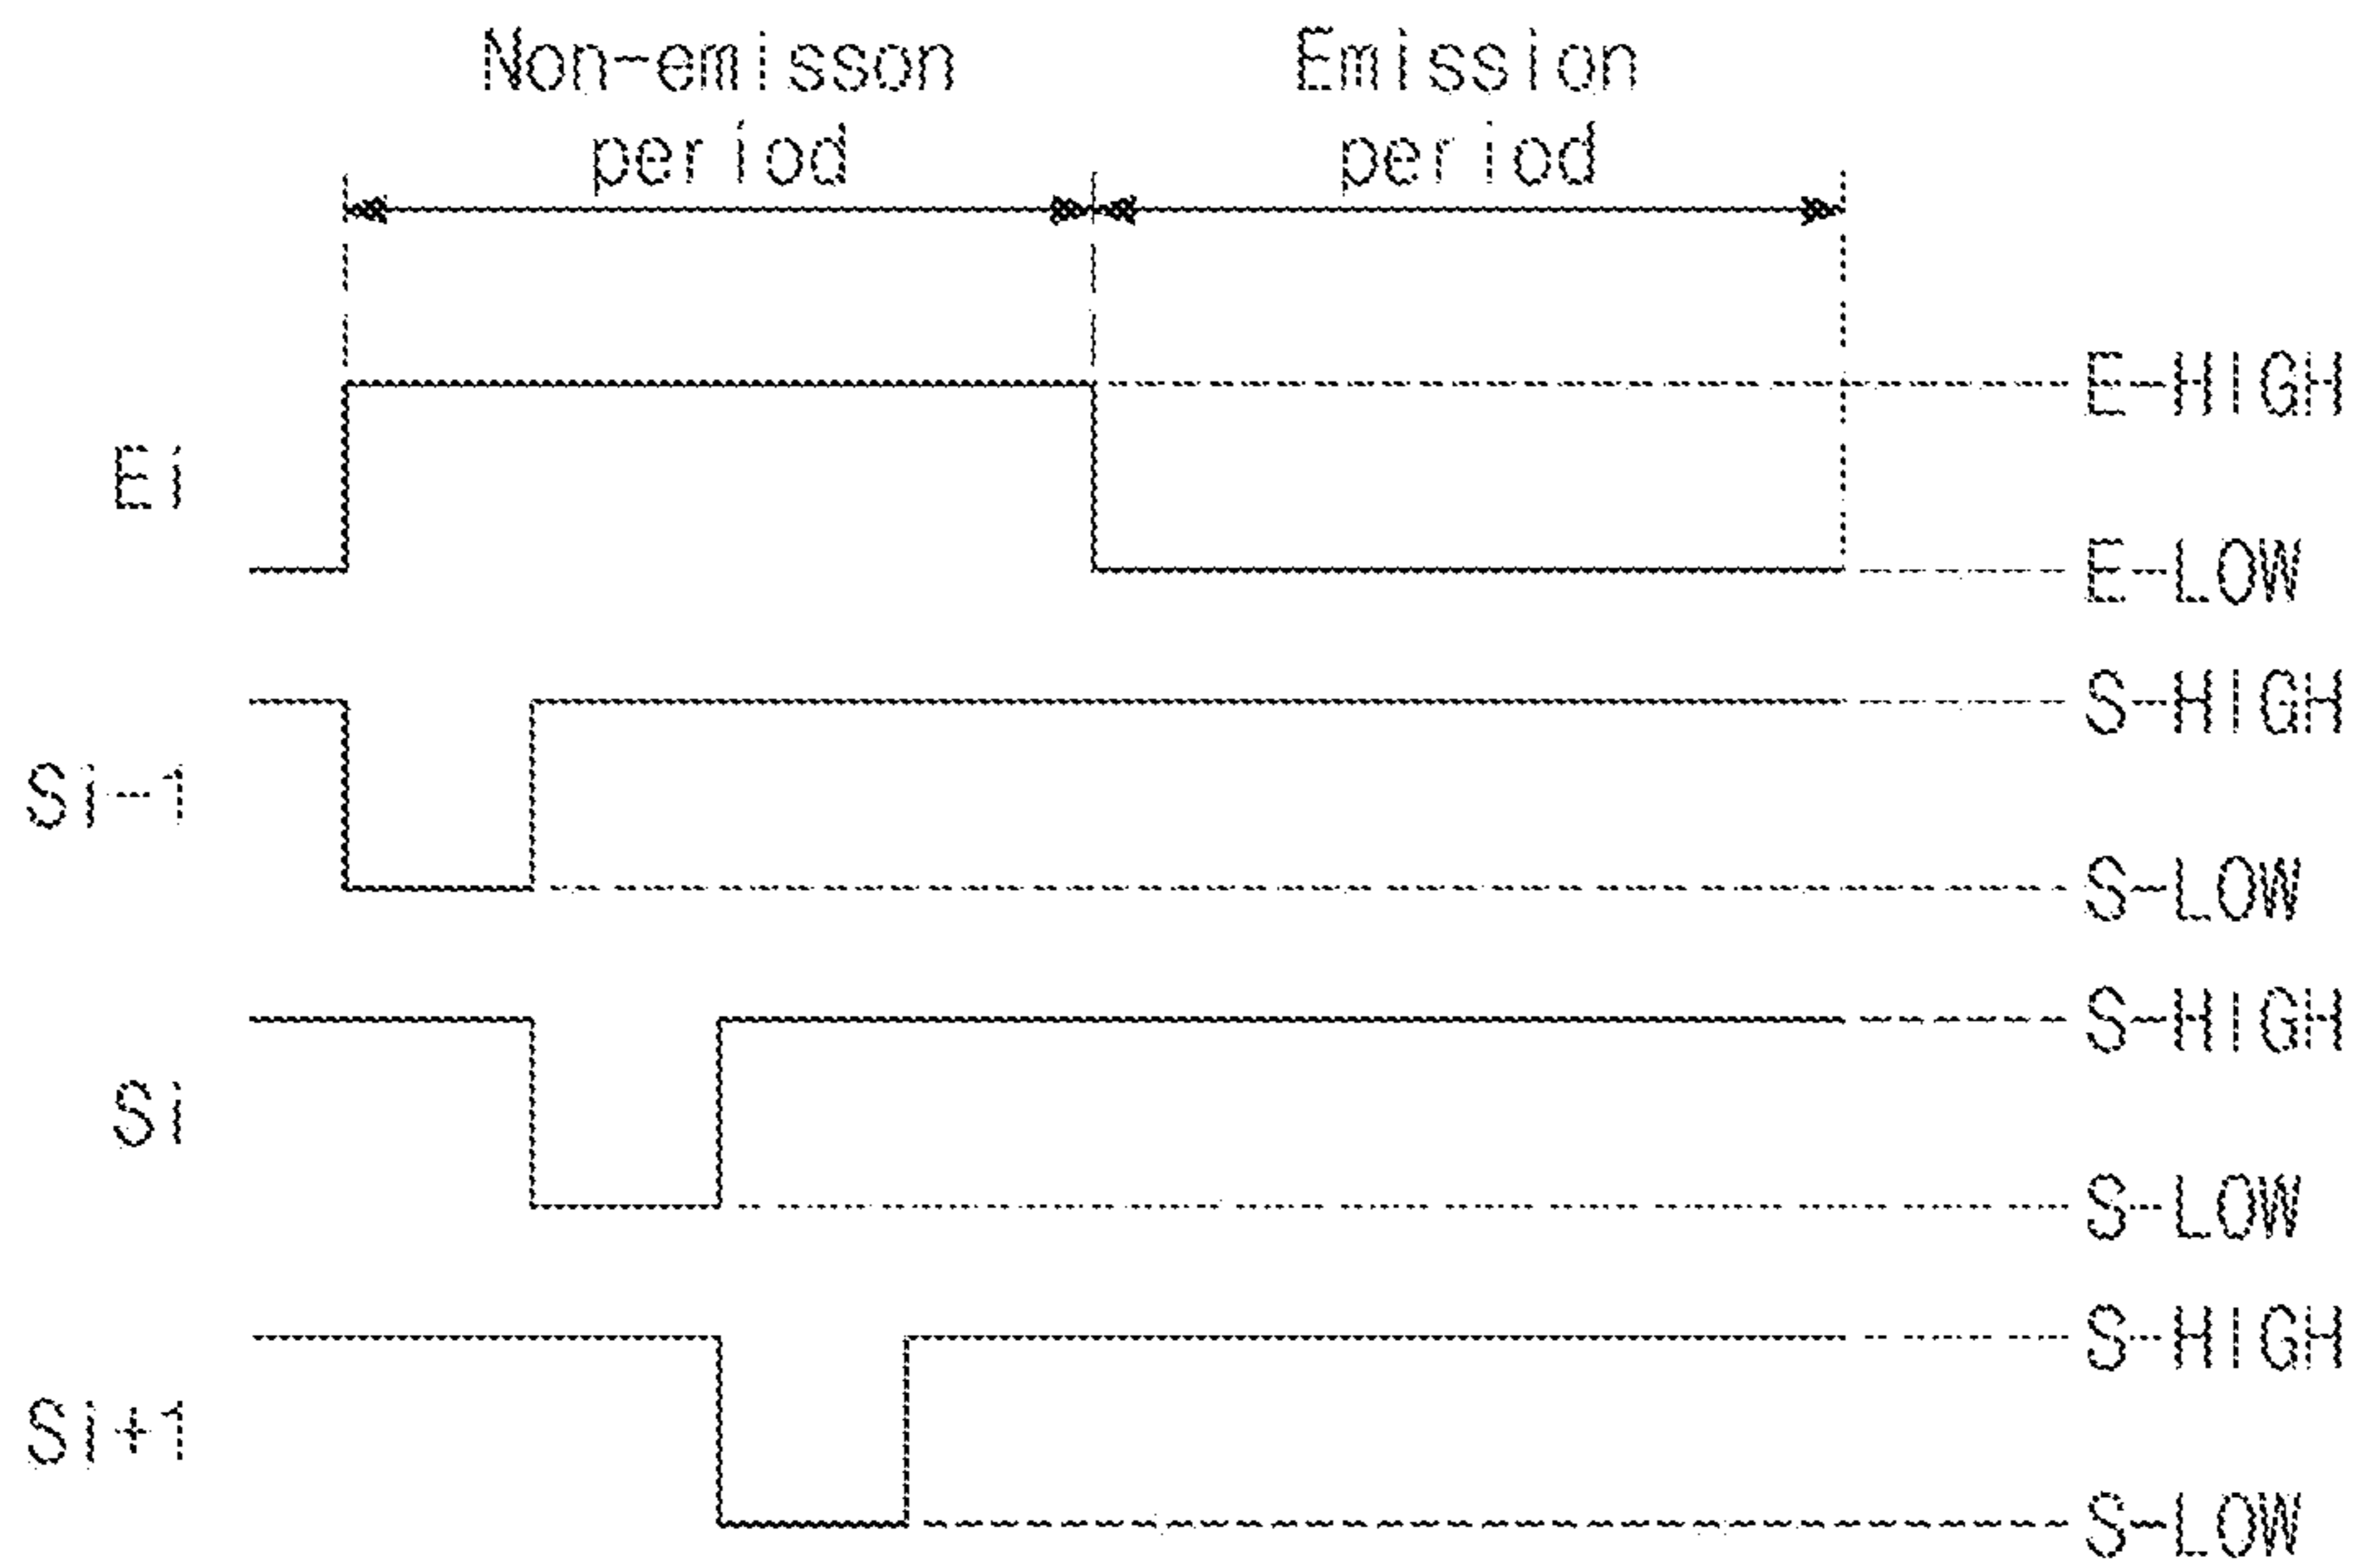 Non-emisson
period
Emission
period
E-HIGH
Ei
E-LOW
S-HIGH
Si-1
S-LOW
S-HIGH
Si
S-LOW
S-HIGH
Si+1
S-LOW